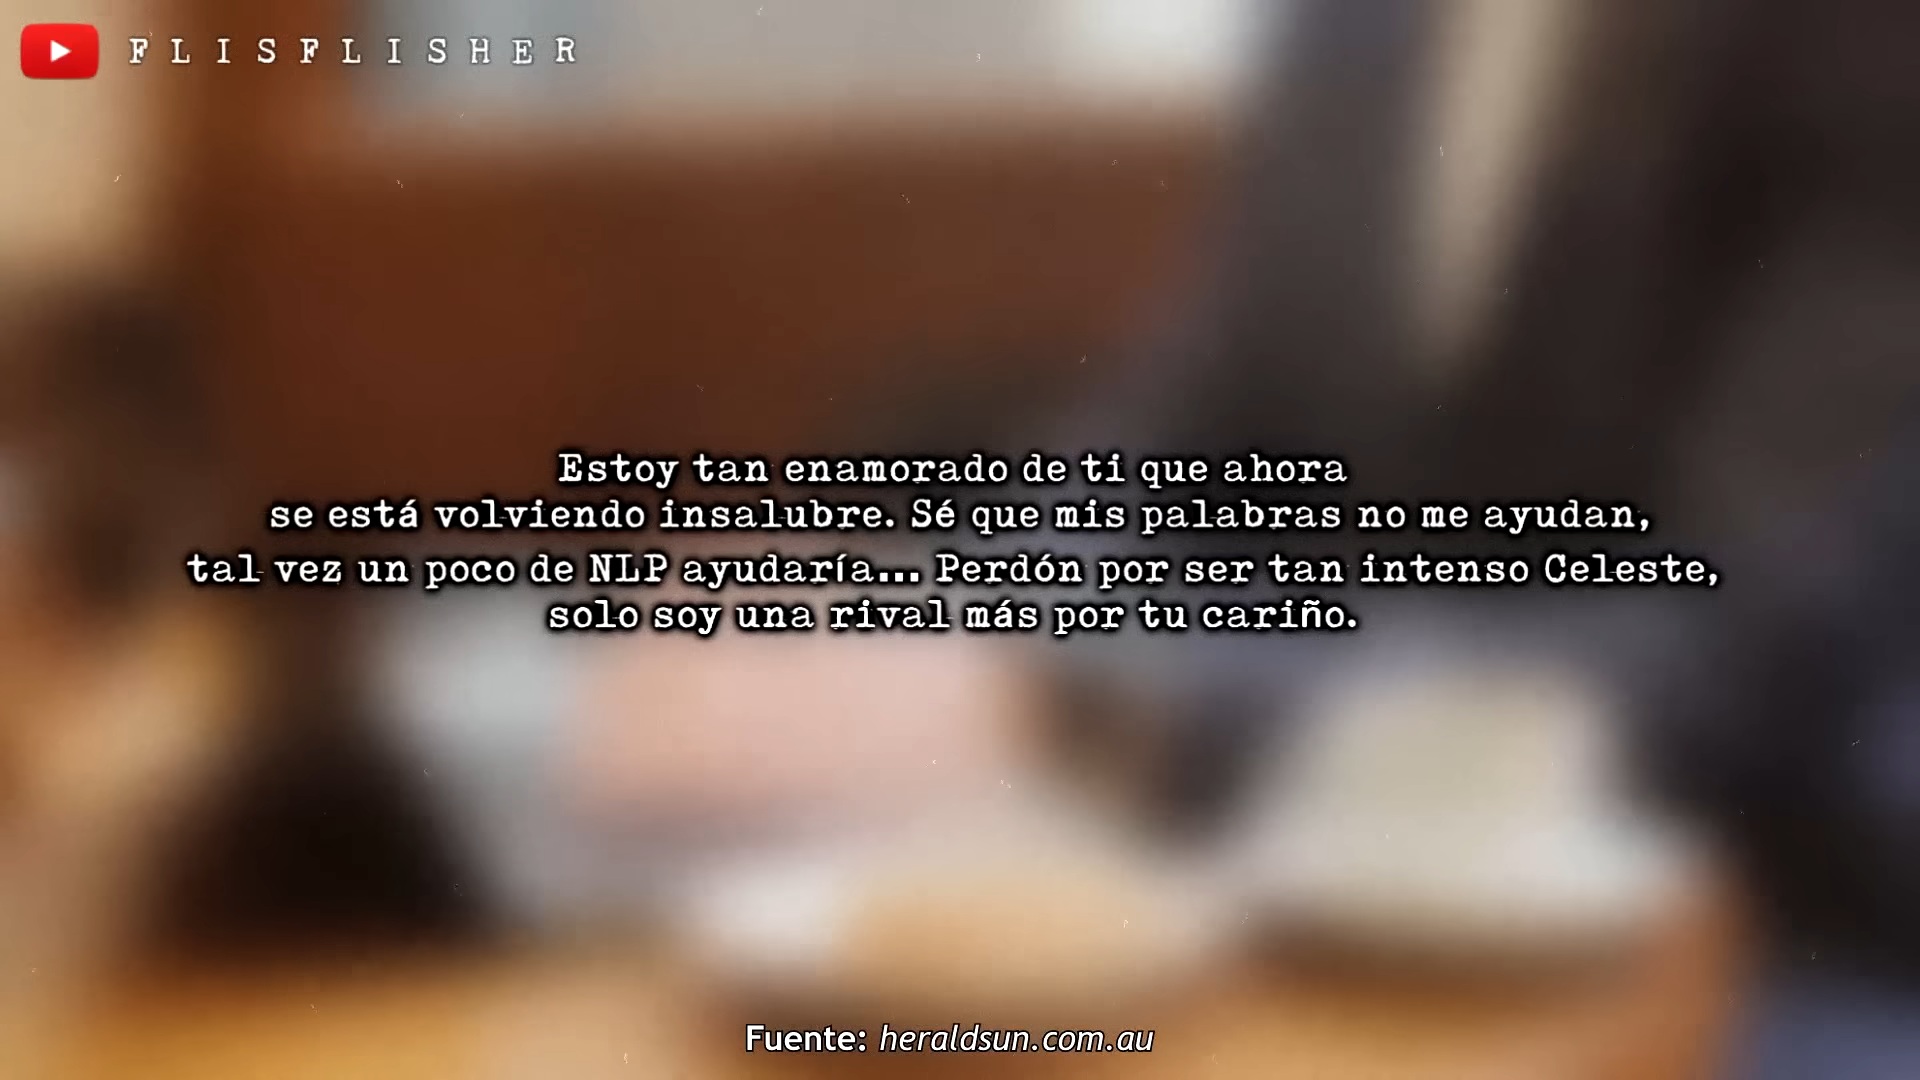 FLISFLISHER
Estoy tan enamorado de ti que ahora
se está volviendo insalubre. Sé que mis palabras no me ayudan,
tal vez un poco de NLP ayudaría... Perdón por ser tan intenso Celeste,
solo soy una rival más por tu cariño.
Fuente: heraldsun.com.au